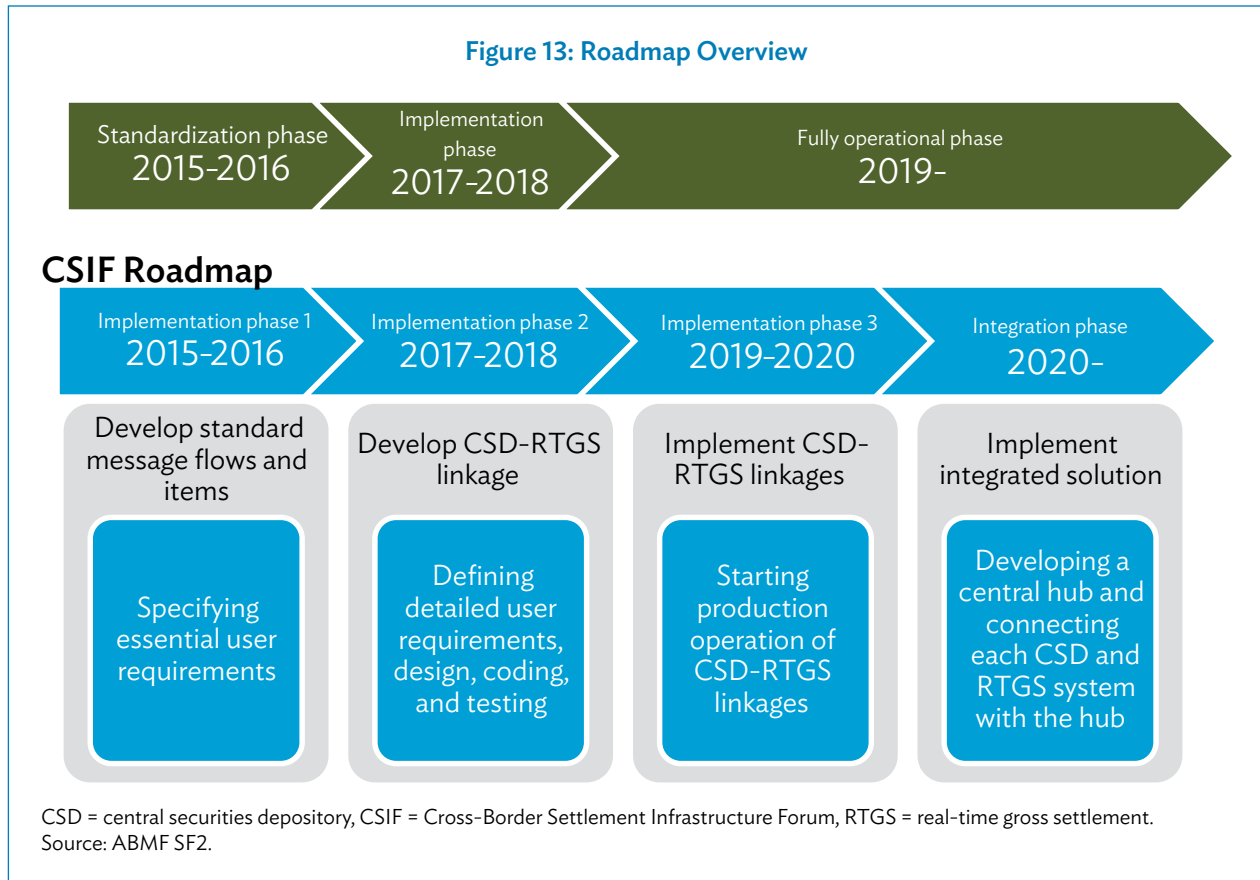 Figure 13: Roadmap Overview
Standardization phase
2015–2016
Implementation
phase
2017–2018
Fully operational phase
2019–
CSIF Roadmap
Implementation phase 1
2015–2016
Implementation phase 2
2017–2018
Implementation phase 3
2019–2020
Integration phase
2020–
Develop standard
message flows and
items
Specifying
essential user
requirements
Develop CSD–RTGS
linkage
Defining
detailed user
requirements,
design, coding,
and testing
Implement CSD–
RTGS linkages
Starting
production
operation of
CSD–RTGS
linkages
Implement
integrated solution
Developing a
central hub and
connecting
each CSD and
RTGS system
with the hub
CSD = central securities depository, CSIF = Cross-Border Settlement Infrastructure Forum, RTGS = real-time gross settlement.
Source: ABMF SF2.